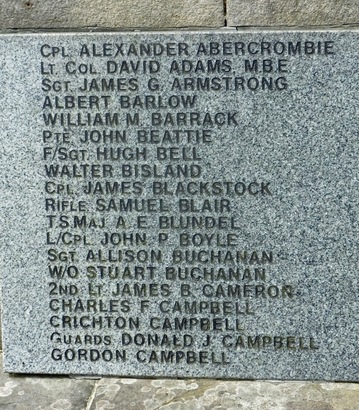 CPL. ALEXANDER ABERCROMBIE
LT. COL. DAVID ADAMS, M.B.E
SGT. JAMES G. ARMSTRONG
ALBERT BARLOW
WILLIAM M. BARRACK
PTE. JOHN BEATTIE
F/SGT. HUGH BELL
WALTER BISLAND
CPL. JAMES BLACKSTOCK
RIFLE. SAMUEL BLAIR
T.S.MAJ. A. E. BLUNDEL
L/CPL. JOHN P. BOYLE
SGT. ALLISON BUCHANAN
W/O STUART BUCHANAN
2ND. LT. JAMES B. CAMERON
CHARLES F. CAMPBELL
CRICHTON CAMPBELL
GUARDS. DONALD J. CAMPBELL
GORDON CAMPBELL